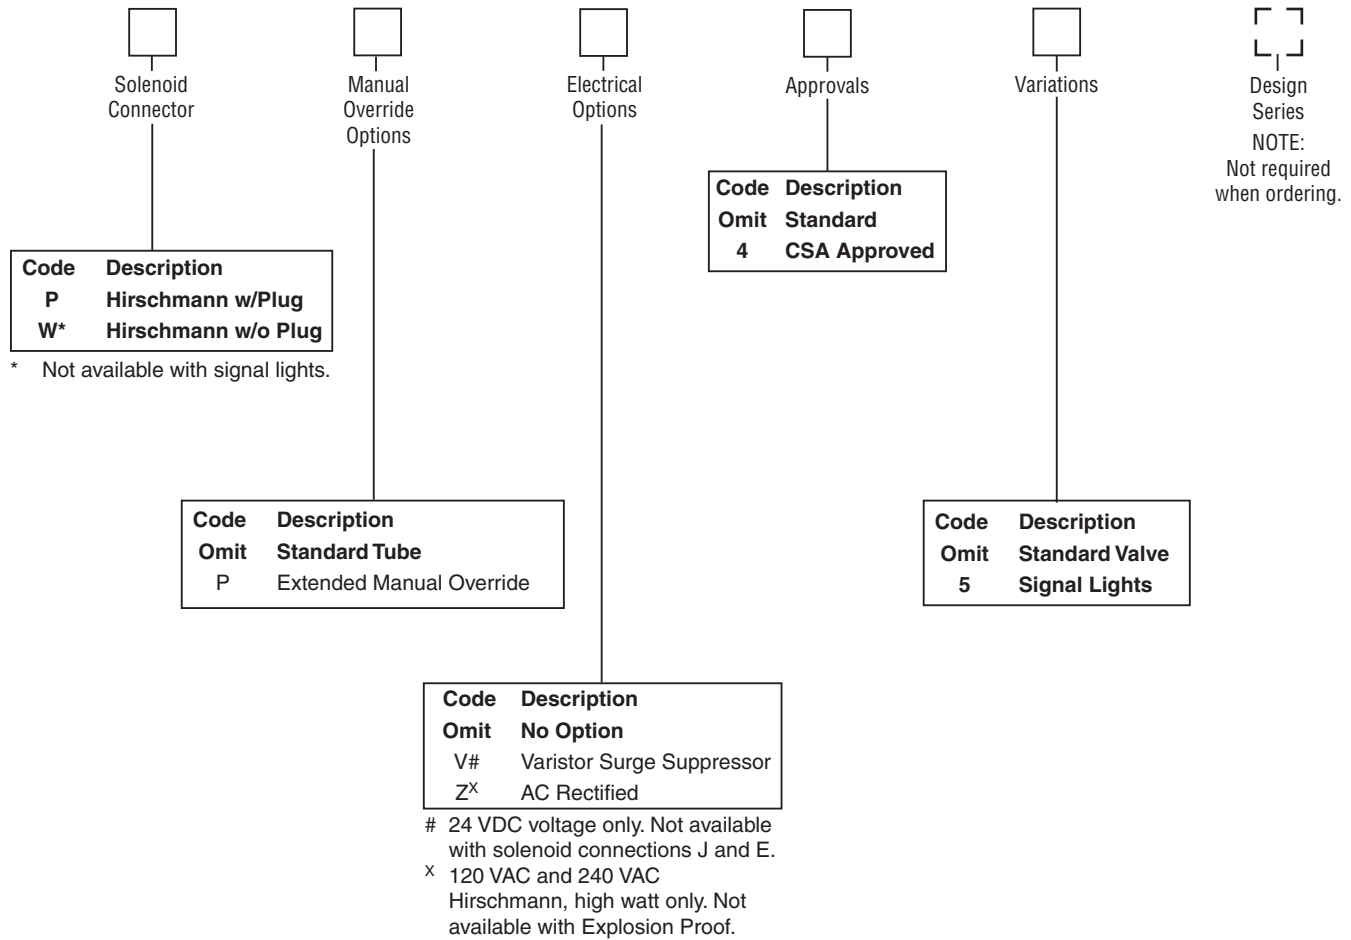 Solenoid
Connector
Manual
Override
Options
Electrical
Options
Approvals
Variations
Design
Series
NOTE:
Not required
when ordering.
Code Description
Omit Standard
4 CSA Approved
Code Description
P Hirschmann w/Plug
W* Hirschmann w/o Plug
* Not available with signal lights.
Code Description
Omit Standard Tube
P Extended Manual Override
Code Description
Omit Standard Valve
5 Signal Lights
Code Description
Omit No Option
V# Varistor Surge Suppressor
Zˣ AC Rectified
# 24 VDC voltage only. Not available
with solenoid connections J and E.
X 120 VAC and 240 VAC
Hirschmann, high watt only. Not
available with Explosion Proof.